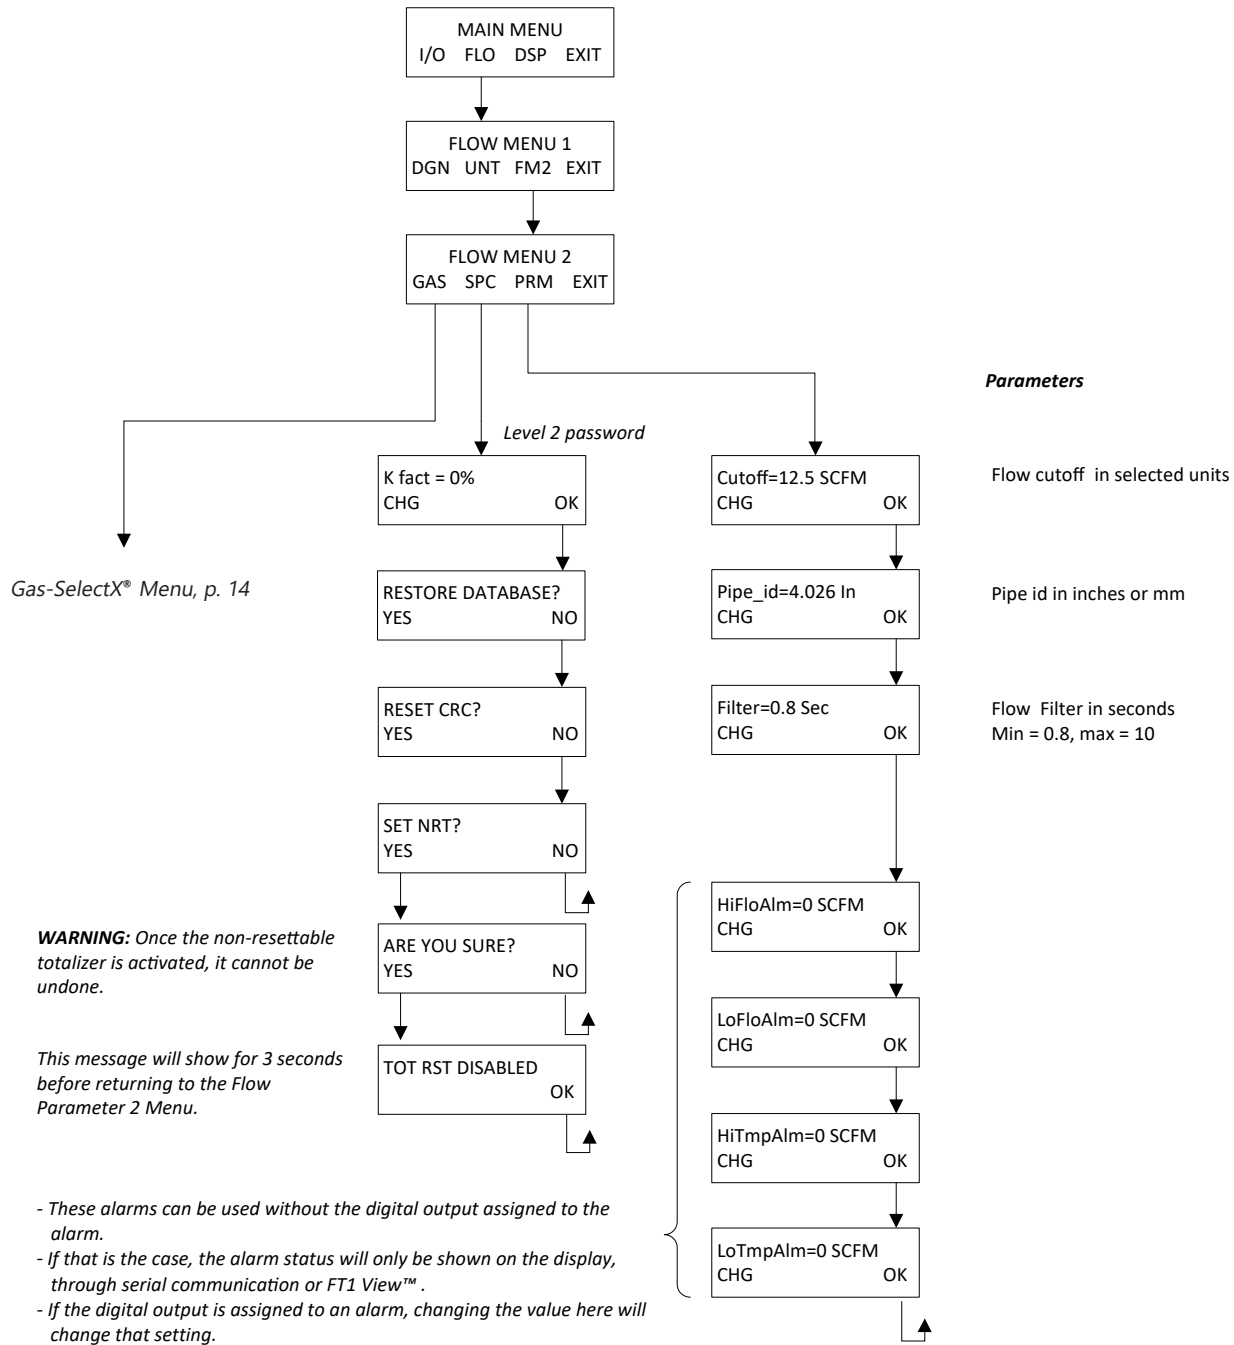 MAIN MENU
I/O FLO DSP EXIT
FLOW MENU 1
DGN UNT FM2 EXIT
FLOW MENU 2
GAS SPC PRM EXIT
Parameters
Level 2 password
Gas-SelectX® Menu, p. 14
K fact = 0%
CHG OK
RESTORE DATABASE?
YES NO
RESET CRC?
YES NO
SET NRT?
YES NO
WARNING: Once the non-resettable
totalizer is activated, it cannot be
undone.
ARE YOU SURE?
YES NO
This message will show for 3 seconds
before returning to the Flow
Parameter 2 Menu.
TOT RST DISABLED
OK
Cutoff=12.5 SCFM
CHG OK
Flow cutoff in selected units
Pipe_id=4.026 In
CHG OK
Pipe id in inches or mm
Filter=0.8 Sec
CHG OK
Flow Filter in seconds
Min = 0.8, max = 10
HiFloAlm=0 SCFM
CHG OK
LoFloAlm=0 SCFM
CHG OK
HiTmpAlm=0 SCFM
CHG OK
LoTmpAlm=0 SCFM
CHG OK
- These alarms can be used without the digital output assigned to the
alarm.
- If that is the case, the alarm status will only be shown on the display,
through serial communication or FT1 View™ .
- If the digital output is assigned to an alarm, changing the value here will
change that setting.